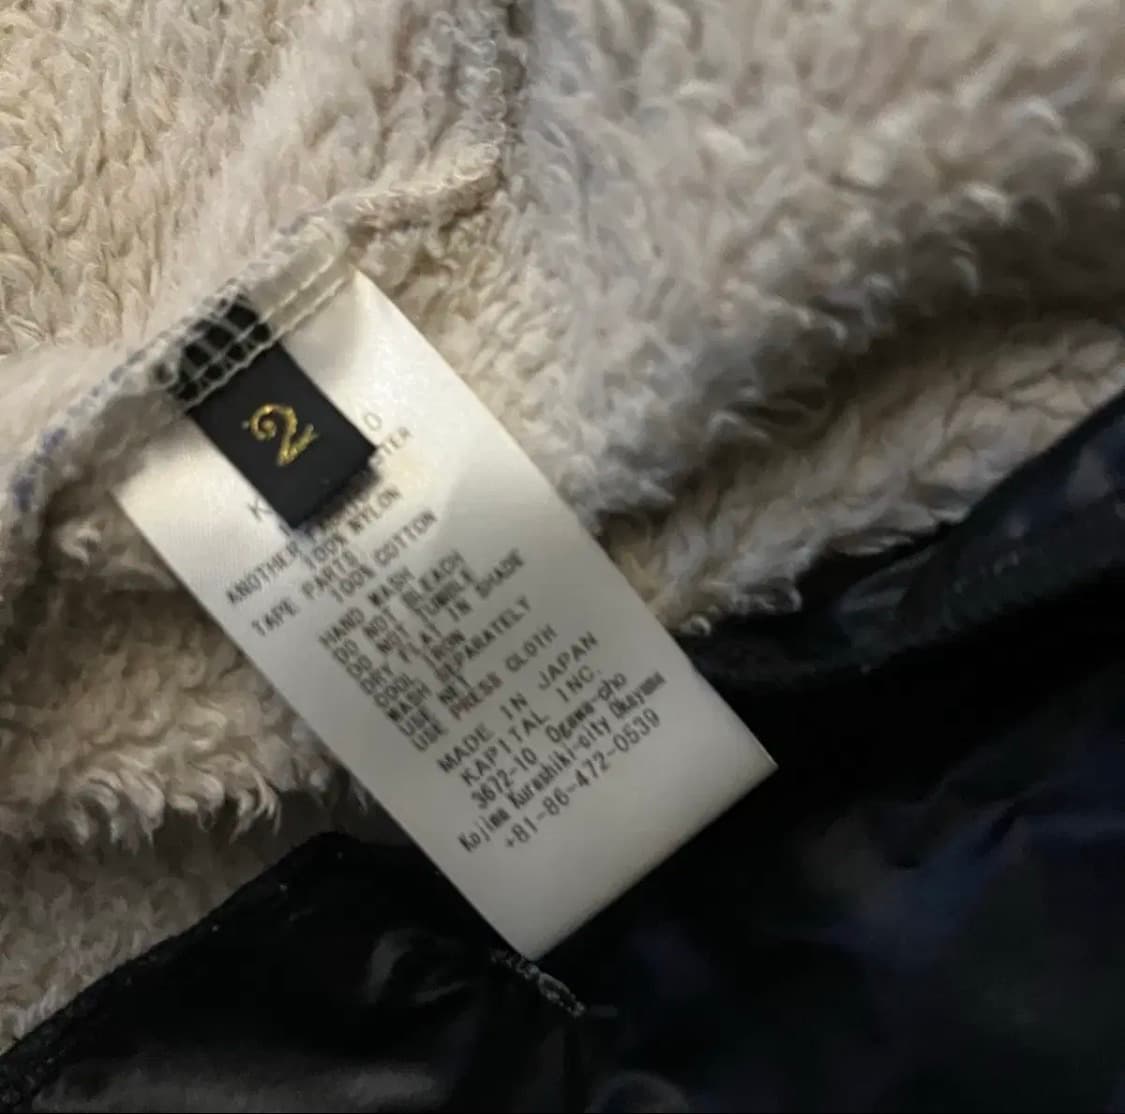 2
ANOTHER
100% NYLON
TAPE PARTS
100% COTTON
HAND WASH
DO NOT BLEACH
DO NOT TUMBLE
DRY FLAT IN SHADE
COOL IRON
WASH SEPARATELY
USE NET
USE PRESS CLOTH
MADE IN JAPAN
KAPITAL INC.
3672-10 Ogawa-cho
Kojima Kurashiki-city Okayama
+81-86-472-0539